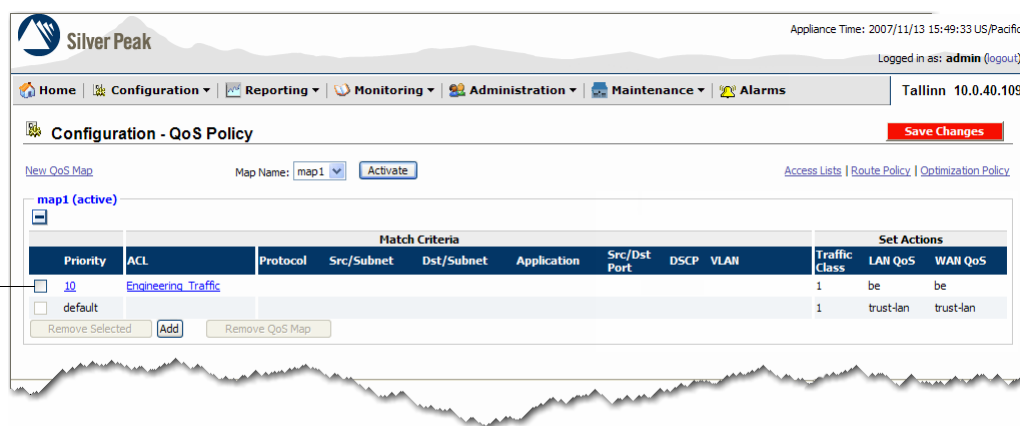 Silver Peak
Appliance Time: 2007/11/13 15:49:33 US/Pacific
Logged in as: admin (logout)
Home | Configuration | Reporting | Monitoring | Administration | Maintenance | Alarms
Tallinn 10.0.40.109
Configuration - QoS Policy
Save Changes
New QoS Map
Map Name: map1 Activate
Access Lists | Route Policy | Optimization Policy
map1 (active)
Match Criteria Set Actions
Priority ACL Protocol Src/Subnet Dst/Subnet Application Src/Dst Port DSCP VLAN Traffic Class LAN QoS WAN QoS
10 Engineering_Traffic 1 be be
default 1 trust-lan trust-lan
Remove Selected Add Remove QoS Map